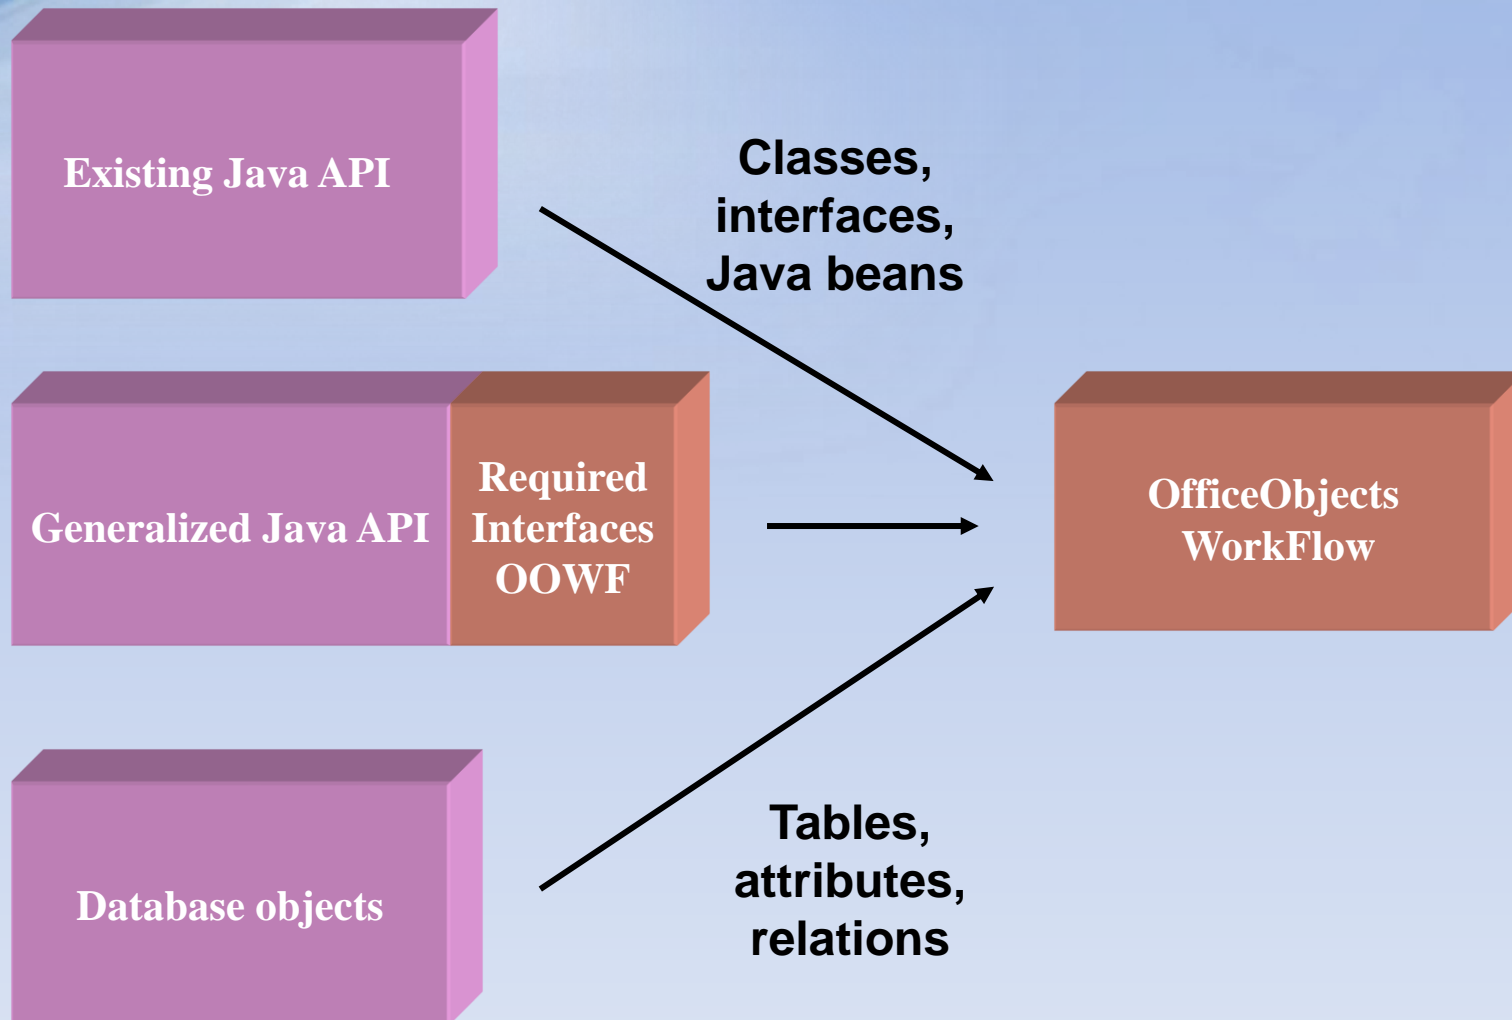 Existing Java API
Classes,
interfaces,
Java beans
Generalized Java API
Required
Interfaces
OOWF
OfficeObjects
WorkFlow
Database objects
Tables,
attributes,
relations